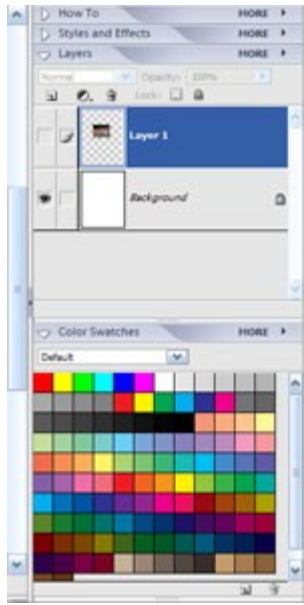 How To MORE
Styles and Effects MORE
Layers
Normal Opacity: 100%
Lock:
Layer 1
Background
Color Swatches MORE
Default